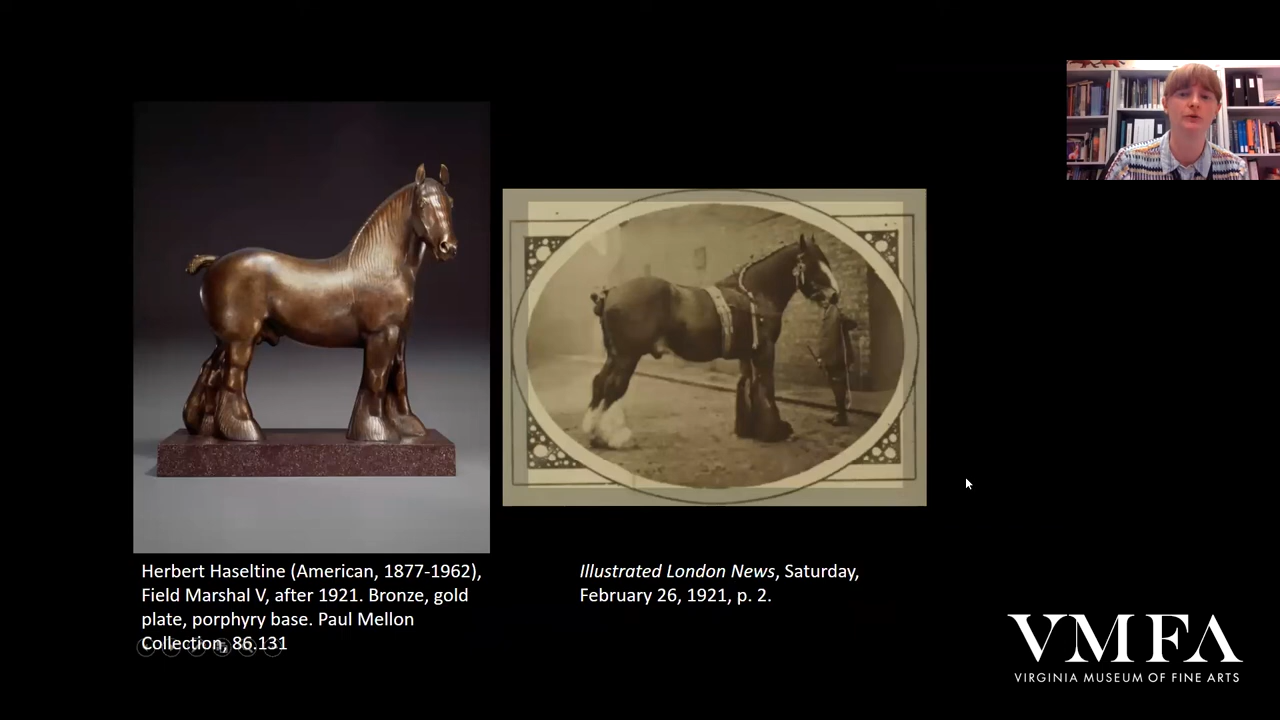 Herbert Haseltine (American, 1877-1962),
Field Marshal V, after 1921. Bronze, gold
plate, porphyry base. Paul Mellon
Collection, 86.131
Illustrated London News, Saturday,
February 26, 1921, p. 2.
VMFA
VIRGINIA MUSEUM OF FINE ARTS